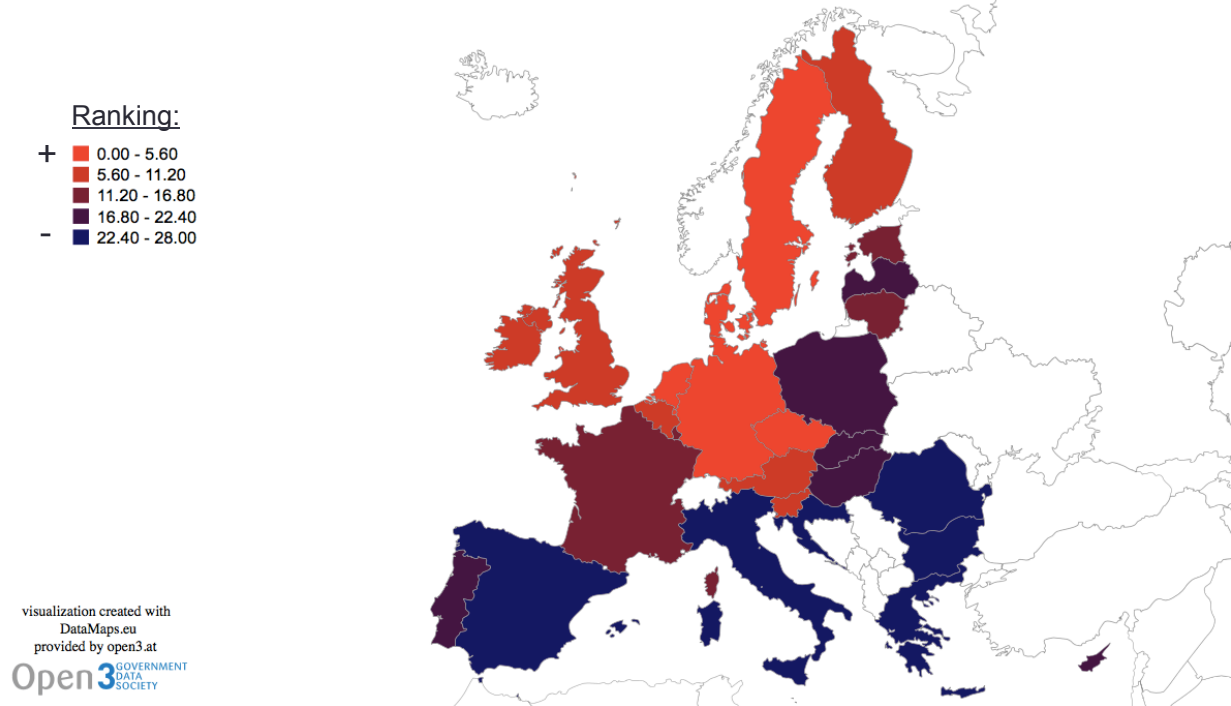 Ranking:
+
0.00 - 5.60
5.60 - 11.20
11.20 - 16.80
16.80 - 22.40
-
22.40 - 28.00
visualization created with
DataMaps.eu
provided by open3.at
Open3 GOVERNMENT
DATA
SOCIETY